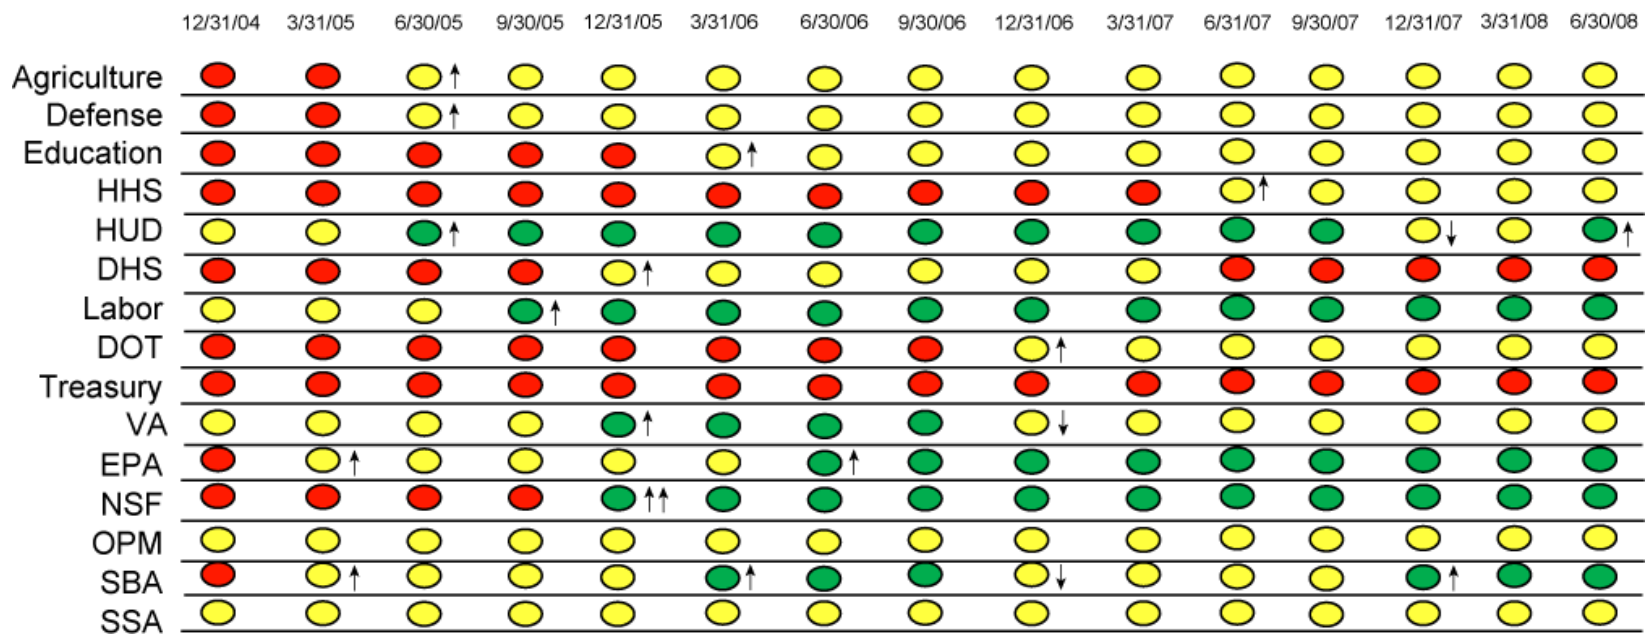 12/31/04 3/31/05 6/30/05 9/30/05 12/31/05 3/31/06 6/30/06 9/30/06 12/31/06 3/31/07 6/31/07 9/30/07 12/31/07 3/31/08 6/30/08
Agriculture
Defense
Education
HHS
HUD
DHS
Labor
DOT
Treasury
VA
EPA
NSF
OPM
SBA
SSA